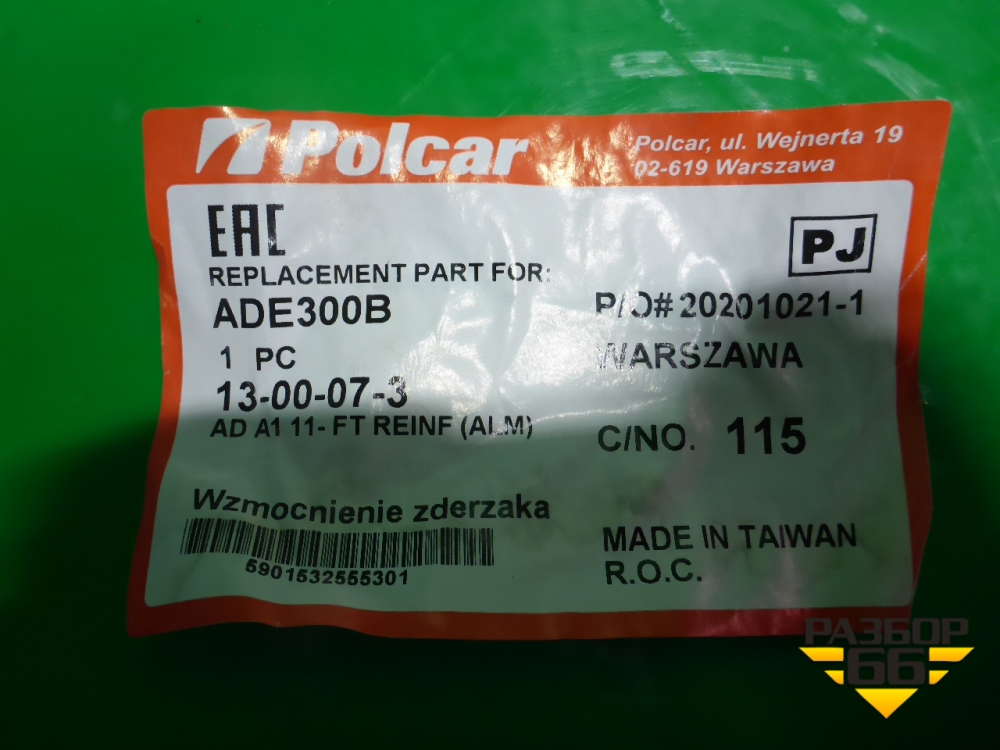 Polcar
Polcar, ul. Wejnerta 19
02-619 Warszawa
EAC
PJ
REPLACEMENT PART FOR:
ADE300B
P/O# 20201021-1
1 PC
WARSZAWA
13-00-07-3
AD A1 11- FT REINF (ALM)
C/NO. 115
Wzmocnienie zderzaka
5901532555301
MADE IN TAIWAN
R.O.C.
РАЗБОР
66